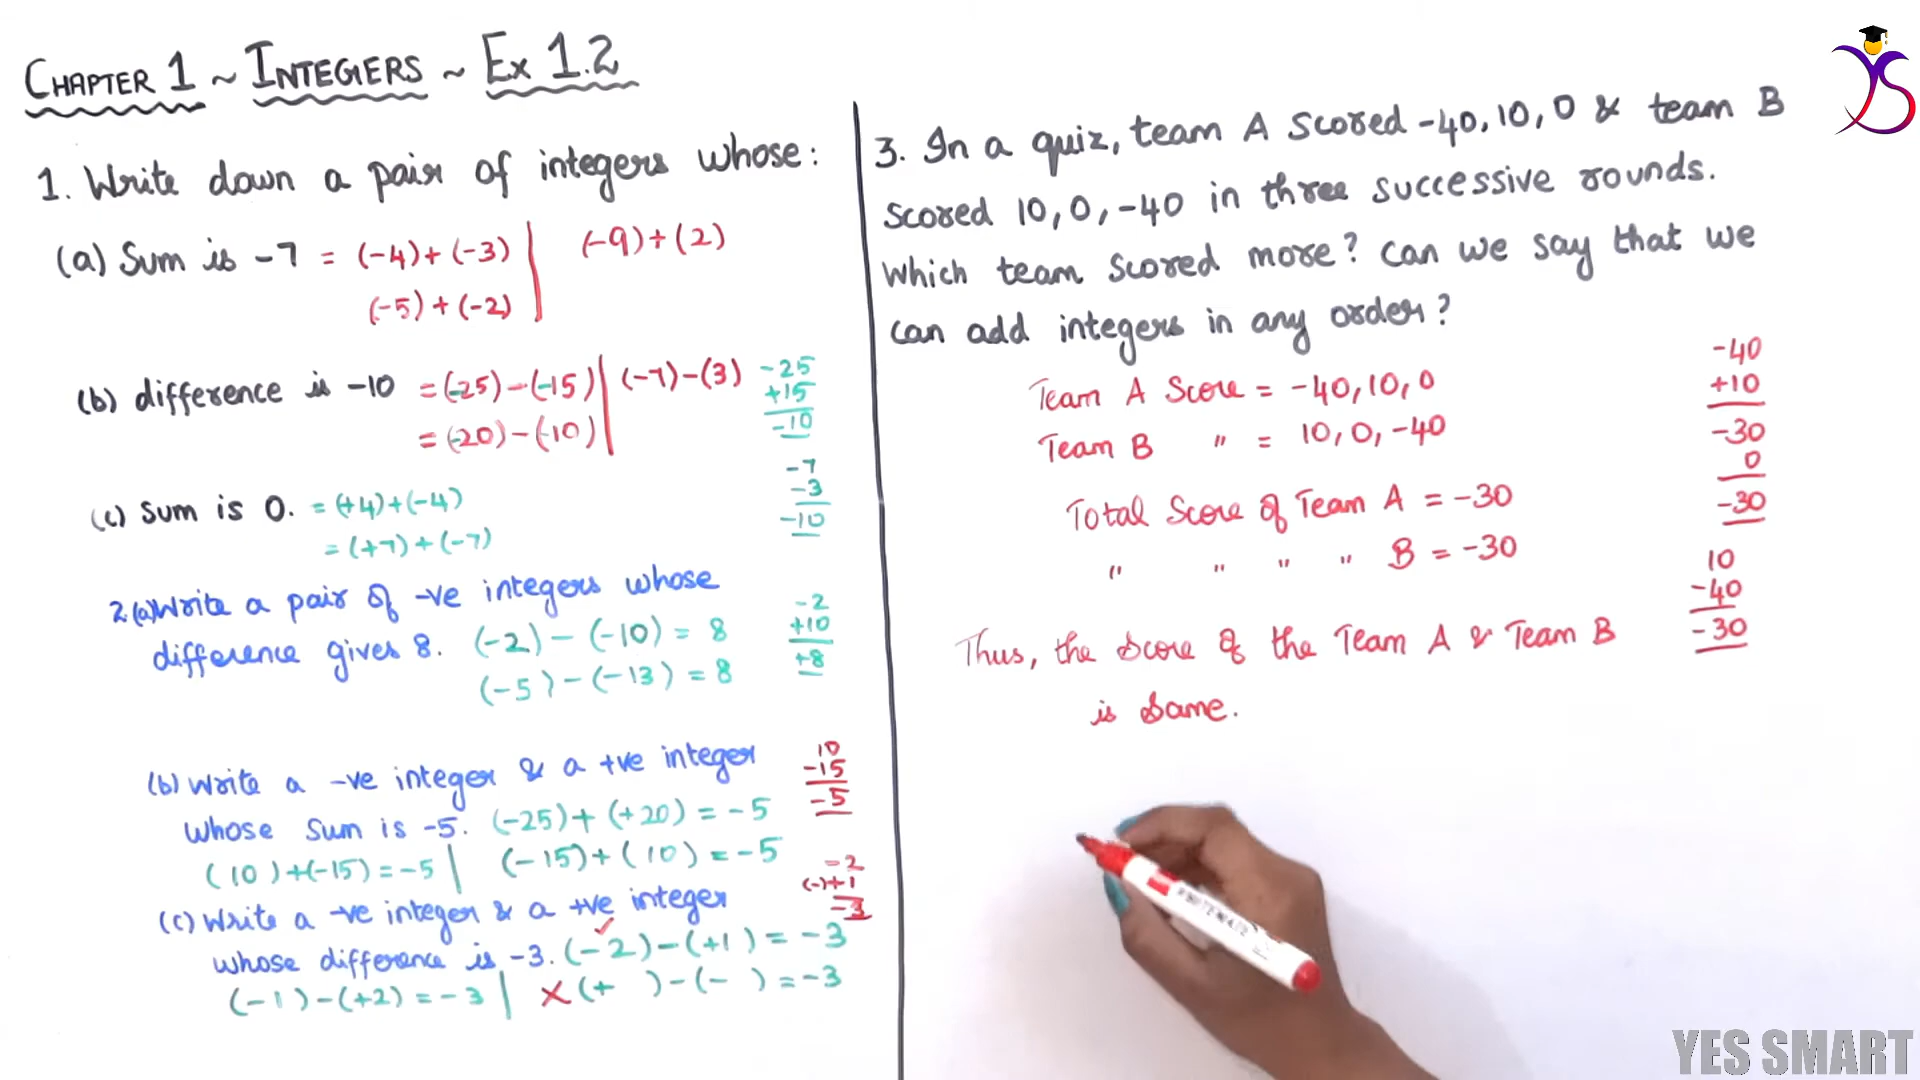 CHAPTER 1 ~ INTEGERS ~ EX 1.2
1. Write down a pair of integers whose:
(a) Sum is -7 = (-4)+(-3) | (-9)+(2)
(-5)+(-2)
(b) difference is -10 = (-25)-(-15) | (-7)-(3)
= (-20)-(-10)
-25
+15
-10
-7
-3
-10
(c) Sum is 0. = (+4)+(-4)
= (+7)+(-7)
2.(a) Write a pair of -ve integers whose
difference gives 8. (-2)-(-10) = 8
(-5)-(-13) = 8
-2
+10
+8
(b) Write a -ve integer & a +ve integer
whose sum is -5. (-25)+(+20) = -5
(10)+(-15) = -5 | (-15)+(10) = -5
10
-15
-5
(c) Write a -ve integer & a +ve integer
whose difference is -3. (-2)-(+1) = -3
(-1)-(+2) = -3 | ✗ (+ )-(- ) = -3
-2
(-)+1
-3
3. In a quiz, team A scored -40, 10, 0 & team B
scored 10, 0, -40 in three successive rounds.
Which team scored more? Can we say that we
can add integers in any order?
Team A Score = -40, 10, 0
Team B " = 10, 0, -40
Total Score of Team A = -30
" " " " B = -30
Thus, the Score of the Team A & Team B
is Same.
-40
+10
-30
0
-30
10
-40
-30
YS
YES SMART